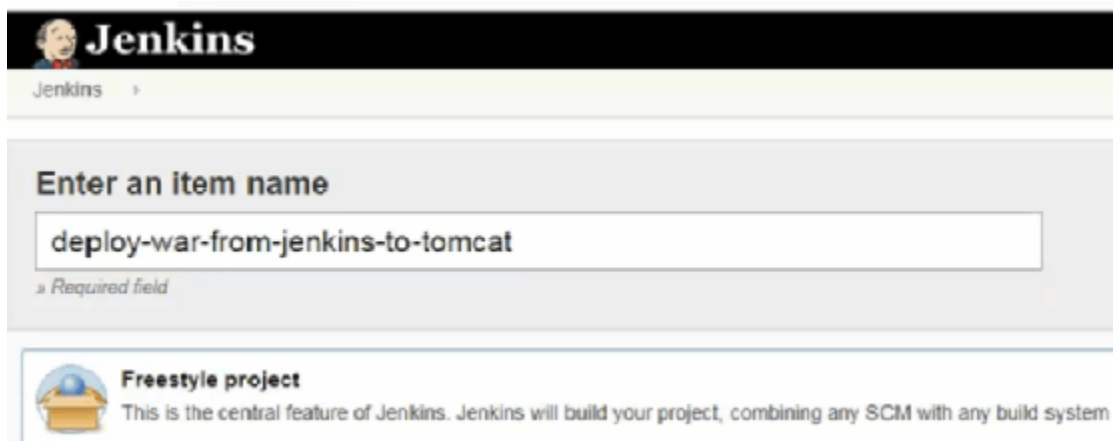 Jenkins
Jenkins
Enter an item name
deploy-war-from-jenkins-to-tomcat
» Required field
Freestyle project
This is the central feature of Jenkins. Jenkins will build your project, combining any SCM with any build system